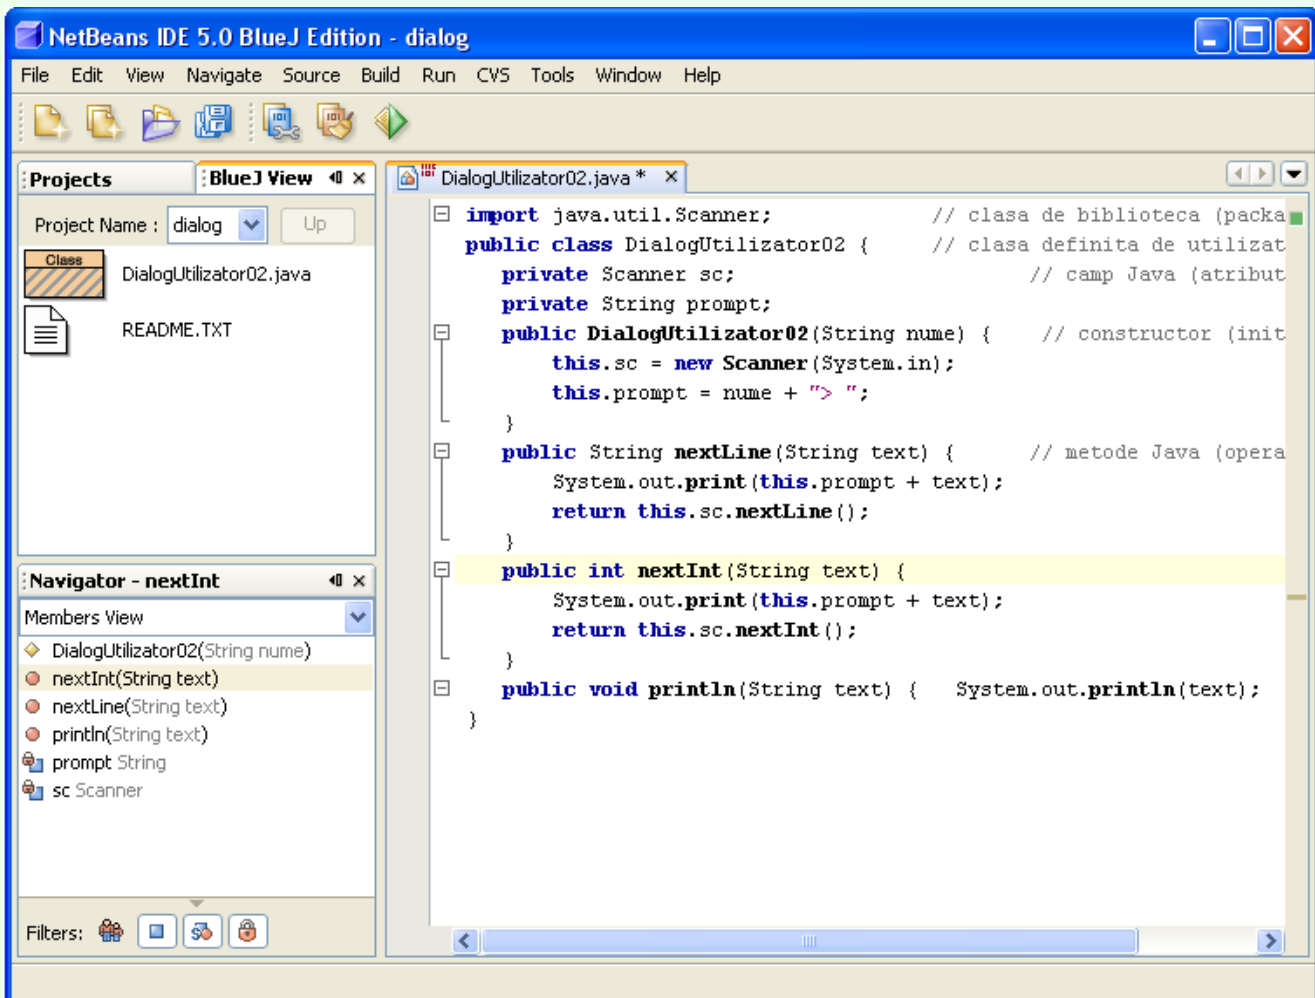 NetBeans IDE 5.0 BlueJ Edition - dialog
File Edit View Navigate Source Build Run CVS Tools Window Help
Projects BlueJ View
Project Name : dialog Up
Class
DialogUtilizator02.java
README.TXT
Navigator - nextInt
Members View
DialogUtilizator02(String nume)
nextInt(String text)
nextLine(String text)
println(String text)
prompt String
sc Scanner
Filters:
DialogUtilizator02.java *
import java.util.Scanner; // clasa de biblioteca (packa
public class DialogUtilizator02 { // clasa definita de utilizat
private Scanner sc; // camp Java (atribut
private String prompt;
public DialogUtilizator02(String nume) { // constructor (init
this.sc = new Scanner(System.in);
this.prompt = nume + "> ";
}
public String nextLine(String text) { // metode Java (opera
System.out.print(this.prompt + text);
return this.sc.nextLine();
}
public int nextInt(String text) {
System.out.print(this.prompt + text);
return this.sc.nextInt();
}
public void println(String text) { System.out.println(text);
}